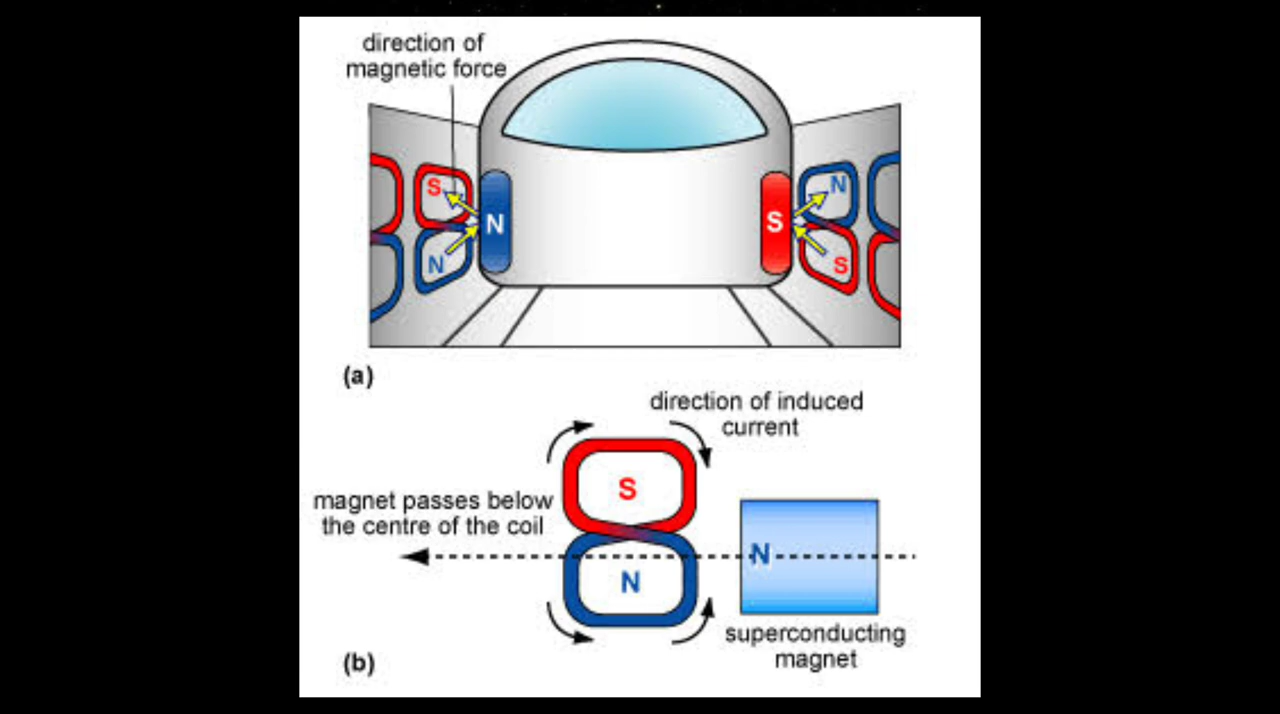 direction of
magnetic force
S
N
N
S
N
S
(a)
direction of induced
current
S
magnet passes below
the centre of the coil
N
N
superconducting
magnet
(b)